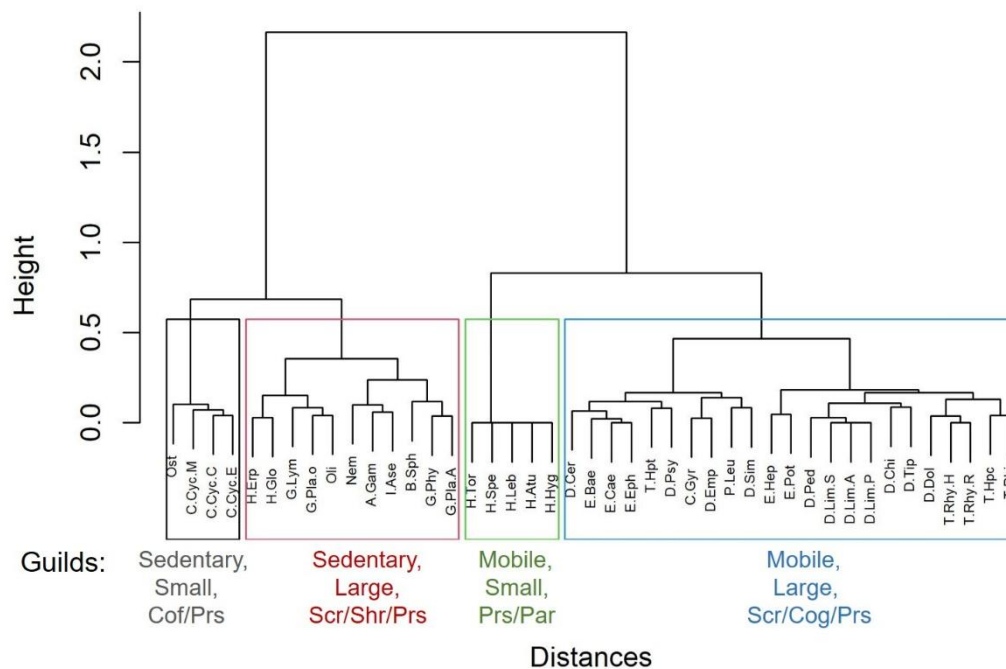 Height
2.0
1.5
1.0
0.5
0.0
Ost
C.Cyc.M
C.Cyc.C
C.Cyc.E
H.Erp
H.Glo
G.Lym
G.Pla.o
Oli
Nem
A.Gam
I.Ase
B.Sph
G.Phy
G.Pla.A
H.Tor
H.Spe
H.Leb
H.Atu
H.Hyg
D.Cer
E.Bae
E.Cae
E.Eph
T.Hpt
D.Psy
C.Gyr
D.Emp
P.Leu
D.Sim
E.Hep
E.Pot
D.Ped
D.Lim.S
D.Lim.A
D.Lim.P
D.Chi
D.Tip
D.Dol
T.Rhy.H
T.Rhy.R
T.Hpc
Guilds:
Sedentary,
Small,
Cof/Prs
Sedentary,
Large,
Scr/Shr/Prs
Mobile,
Small,
Prs/Par
Mobile,
Large,
Scr/Cog/Prs
Distances